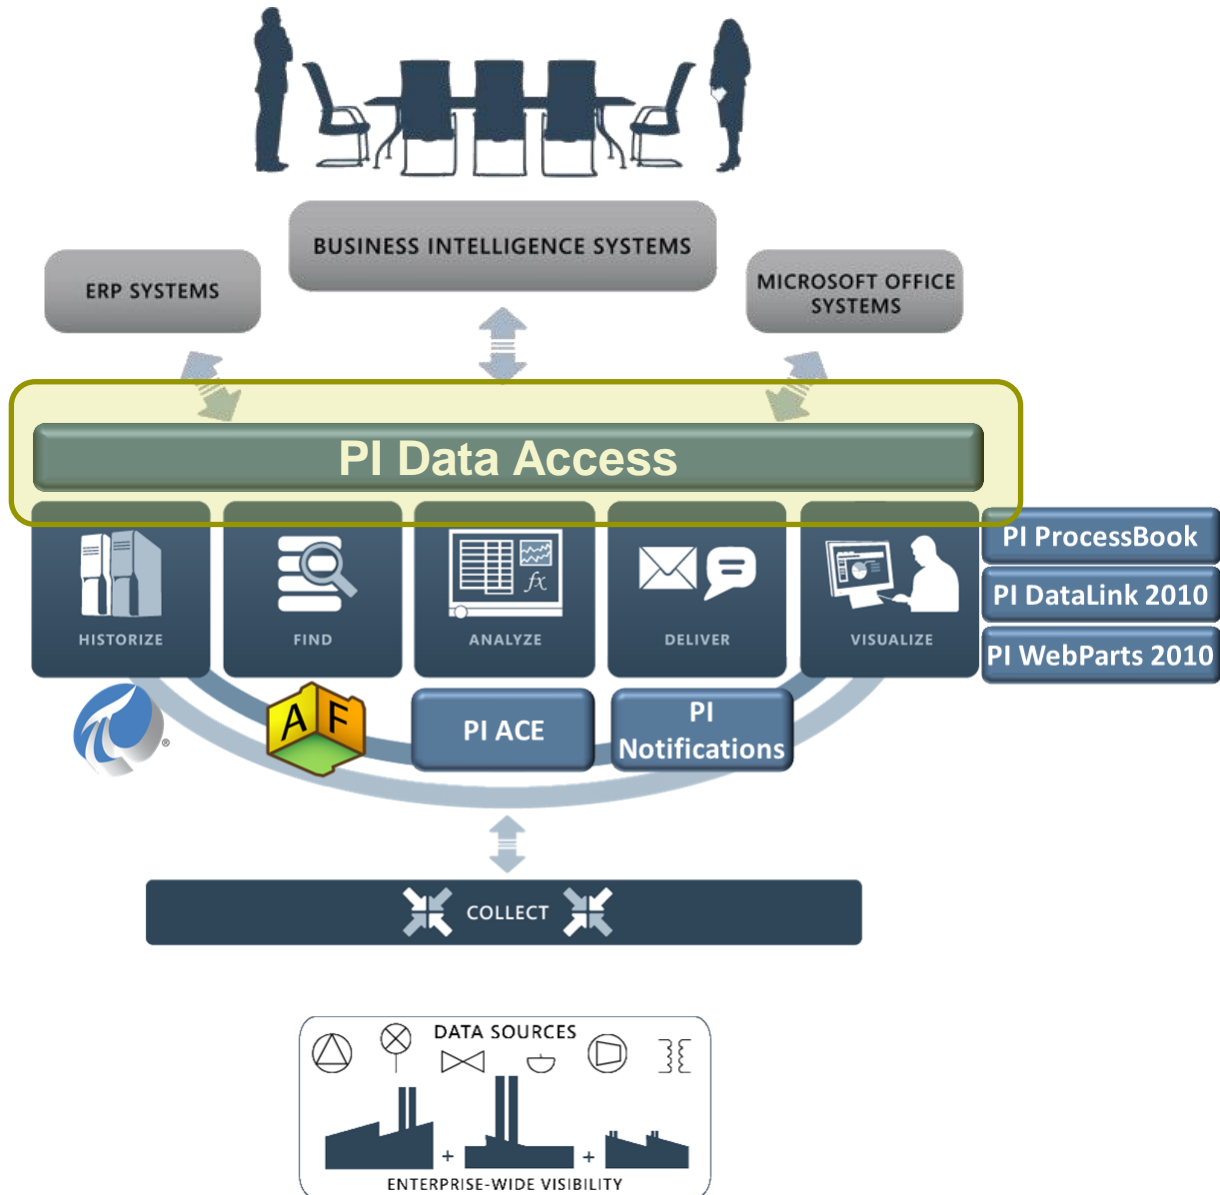 BUSINESS INTELLIGENCE SYSTEMS
ERP SYSTEMS
MICROSOFT OFFICE
SYSTEMS
PI Data Access
HISTORIZE
FIND
fx
ANALYZE
DELIVER
VISUALIZE
PI ProcessBook
PI DataLink 2010
PI WebParts 2010
®
A F
PI ACE
PI
Notifications
COLLECT
DATA SOURCES
+ +
ENTERPRISE-WIDE VISIBILITY